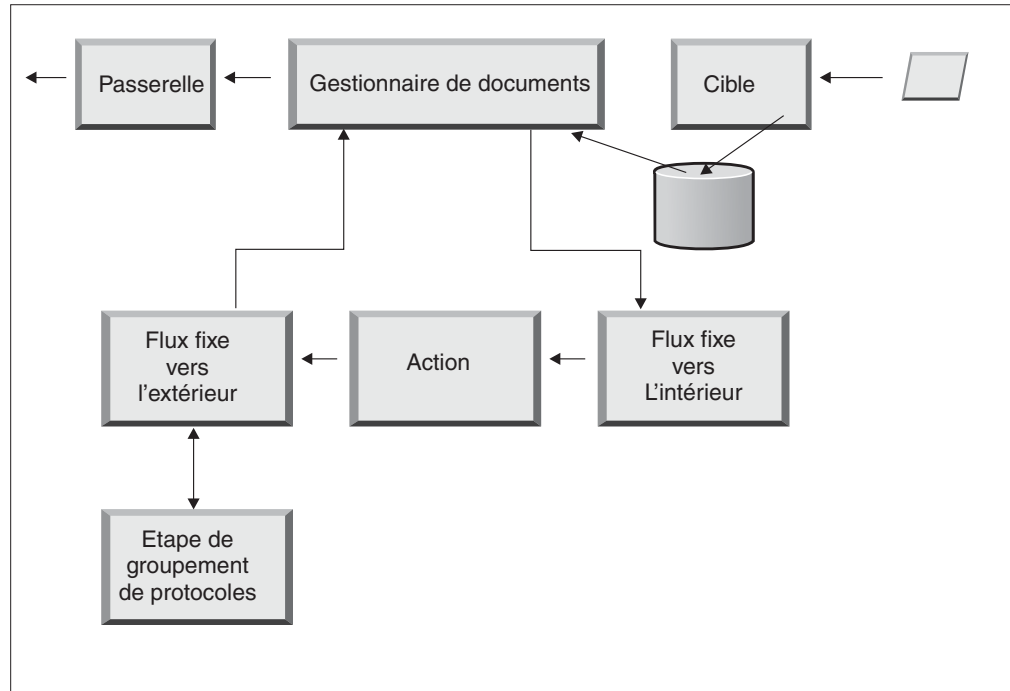 Passerelle
Gestionnaire de documents
Cible
Flux fixe
vers
l'extérieur
Action
Flux fixe
vers
L'intérieur
Etape de
groupement
de protocoles